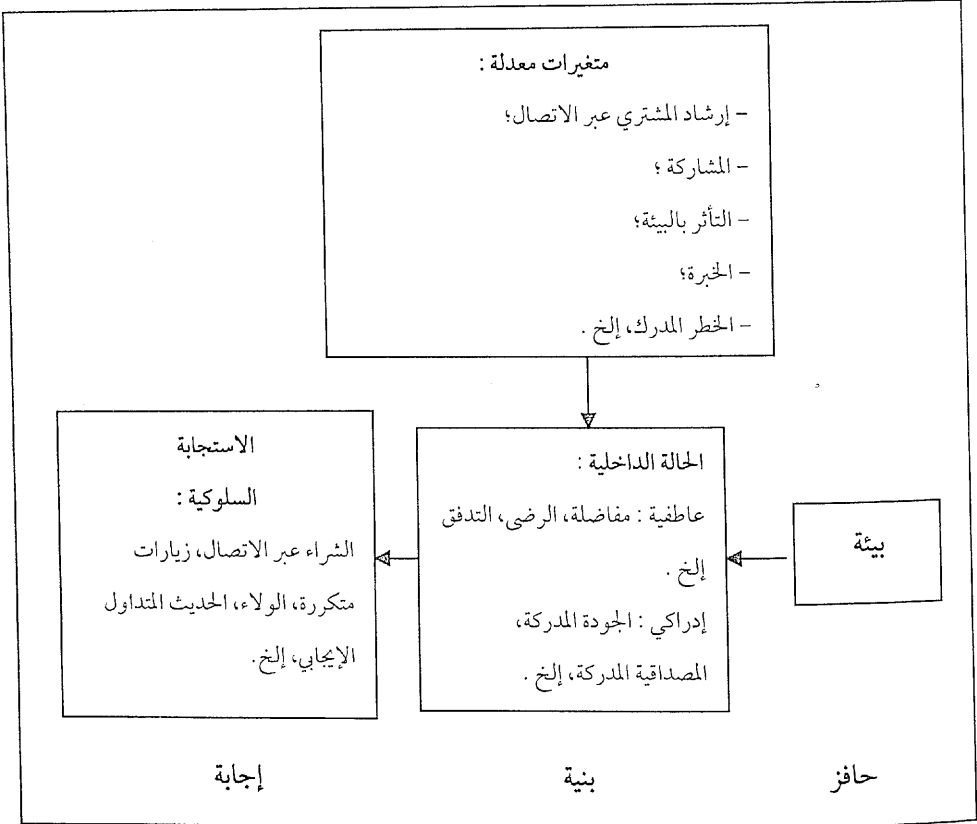 متغيرات معدلة :
– إرشاد المشتري عبر الاتصال؛
– المشاركة ؛
– التأثر بالبيئة؛
– الخبرة؛
– الخطر المدرك، إلخ .
بيئة
الحالة الداخلية :
عاطفية : مفاضلة، الرضى، التدفق
إلخ .
إدراكي : الجودة المدركة،
المصداقية المدركة، إلخ .
الاستجابة
السلوكية :
الشراء عبر الاتصال، زيارات
متكررة، الولاء، الحديث المتداول
الإيجابي، إلخ.
حافز
بنية
إجابة